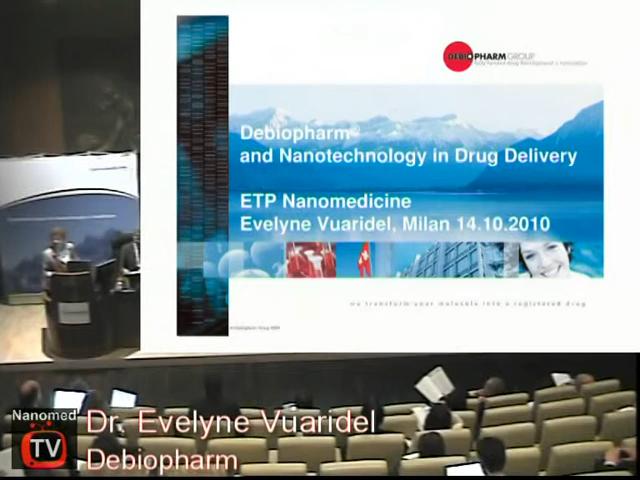 DEBIOPHARM GROUP
Debiopharm
and Nanotechnology in Drug Delivery
ETP Nanomedicine
Evelyne Vuaridel, Milan 14.10.2010
we transform your molecule into a registered drug
Nanomed
TV
Dr. Evelyne Vuaridel
Debiopharm